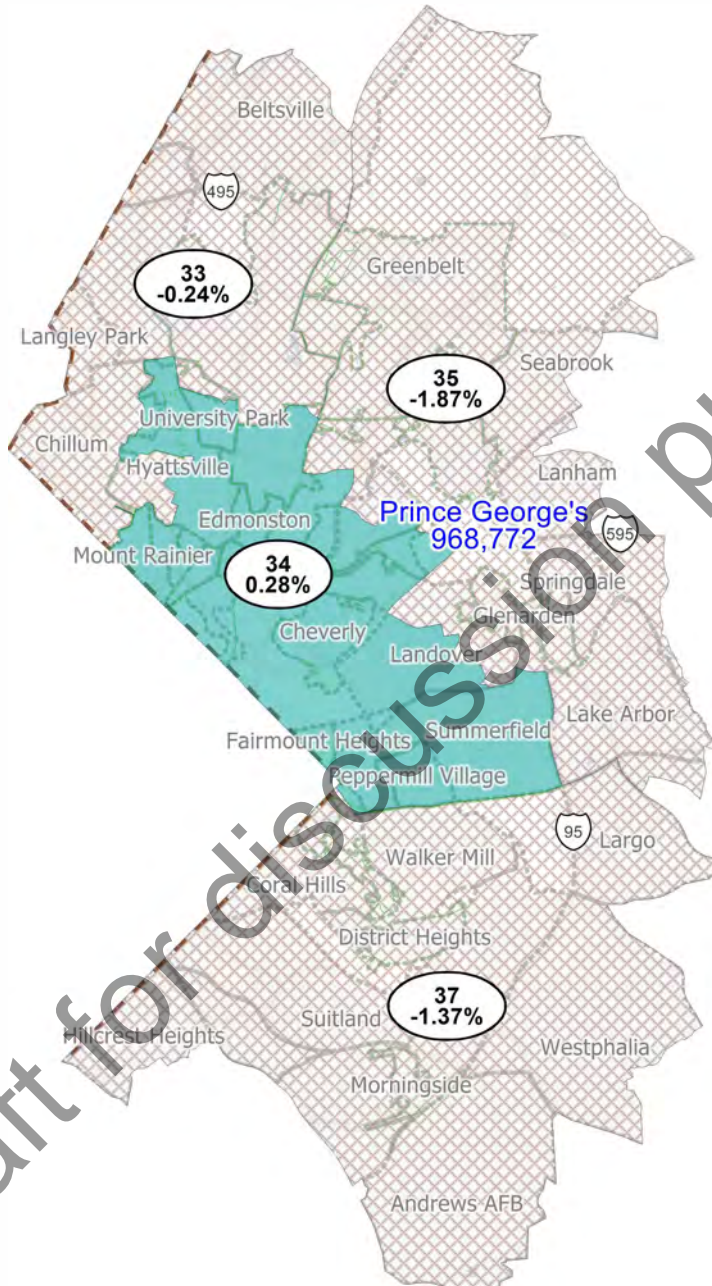 Beltsville
495
33
-0.24%
Greenbelt
Langley Park
35
-1.87%
Seabrook
University Park
Chillum
Hyattsville
Lanham
Edmonston
Prince George's
968,772
595
Mount Rainier
34
0.28%
Springdale
Glenarden
Cheverly
Landover
Lake Arbor
Fairmount Heights
Summerfield
Peppermill Village
95
Largo
Walker Mill
Coral Hills
District Heights
37
-1.37%
Suitland
Hillcrest Heights
Westphalia
Morningside
Andrews AFB
for discussion